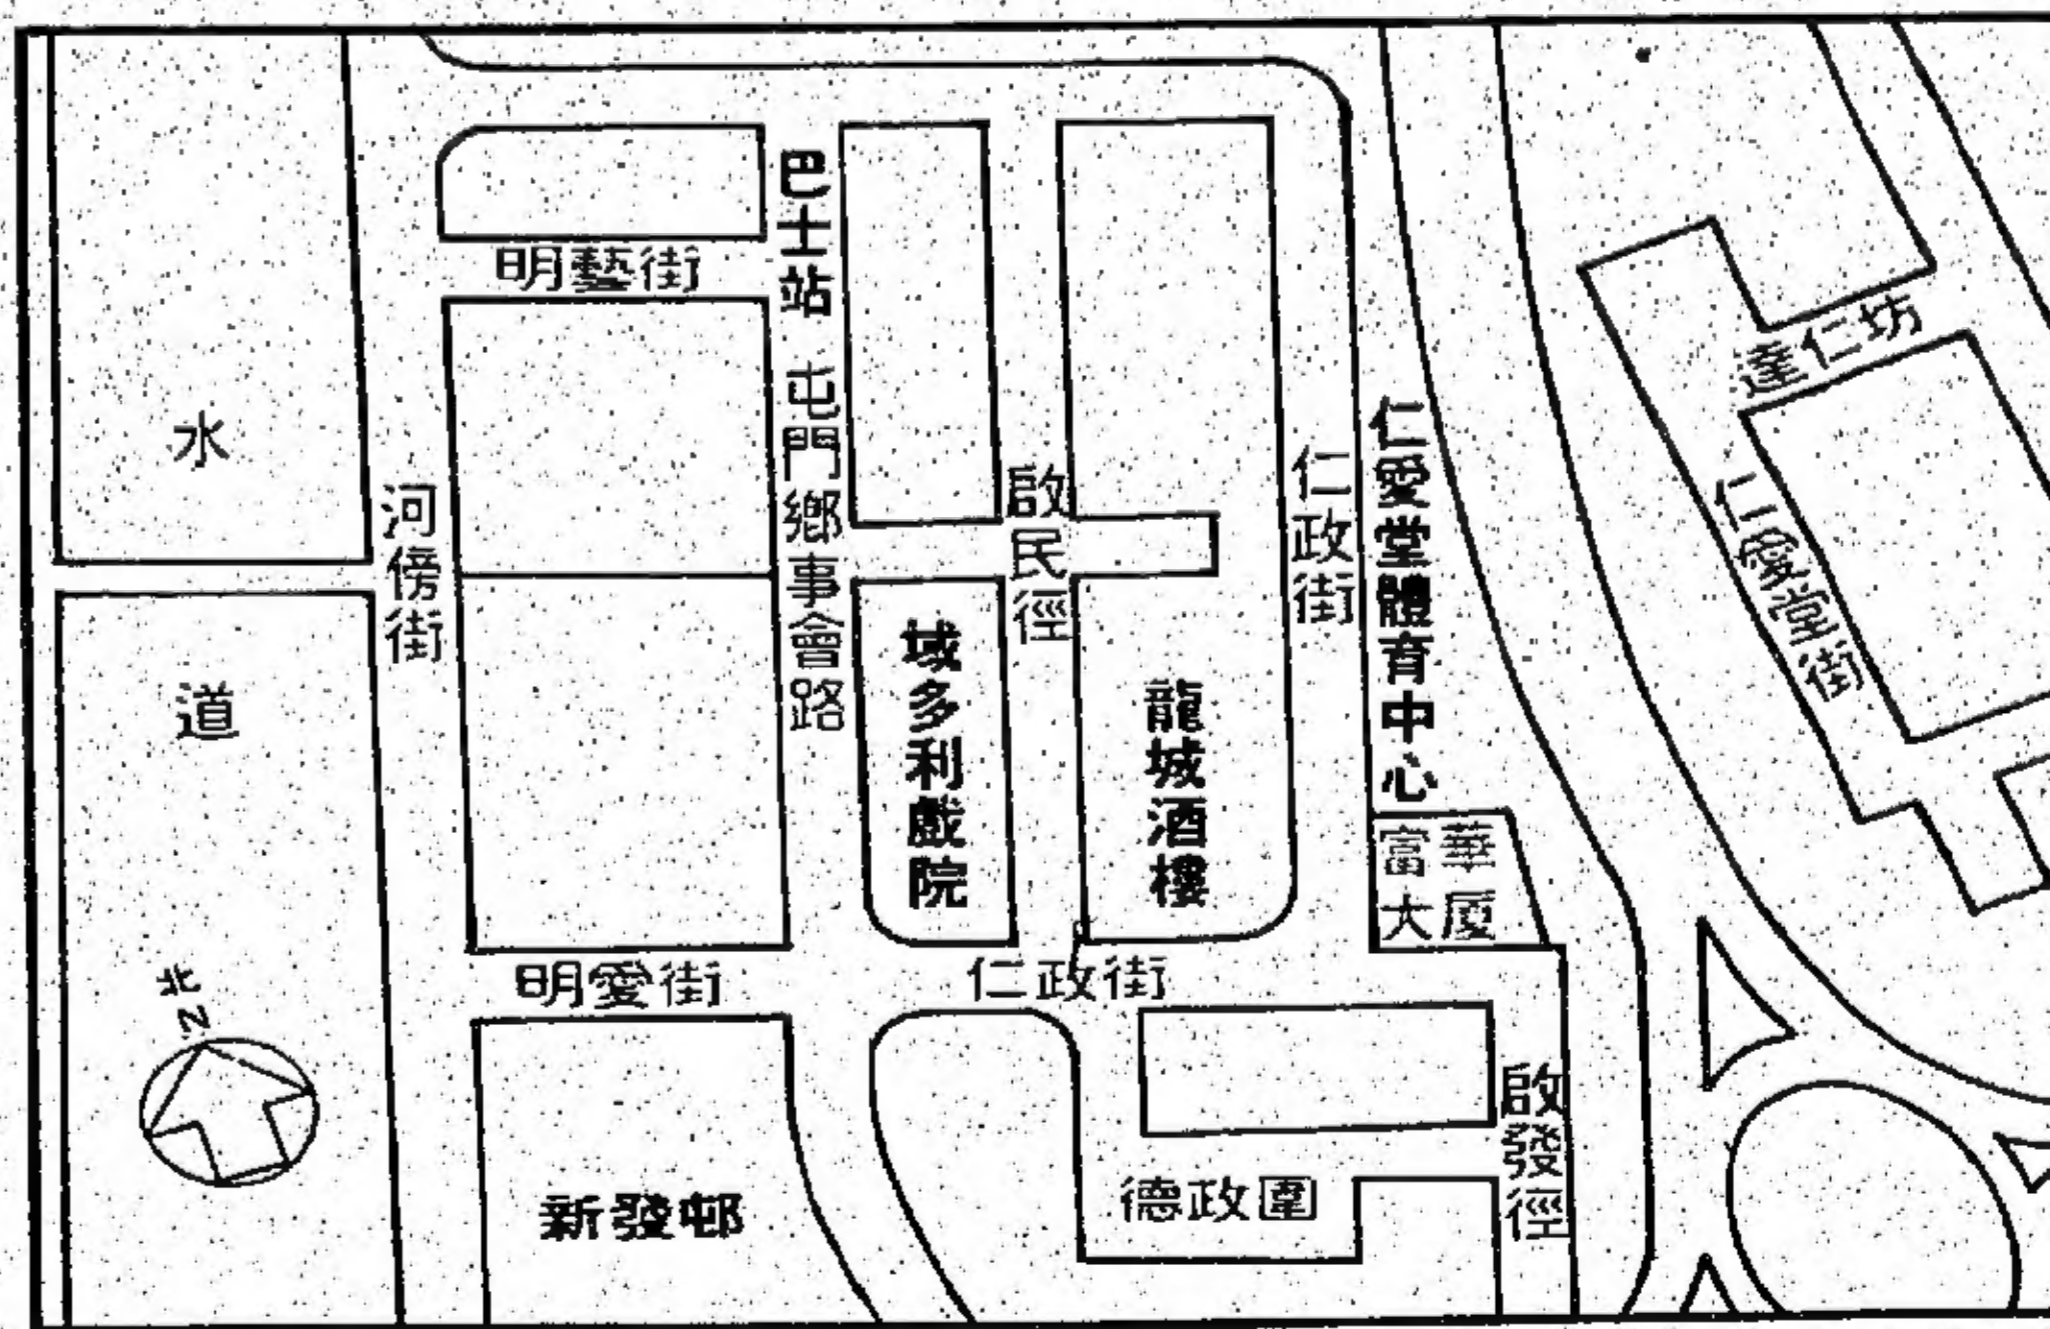 巴士站
明藝街
屯門鄉事會路
水
道
河傍街
啟民徑
仁政街
仁愛堂體育中心
達仁坊
仁愛堂街
域多利戲院
龍城酒樓
富華
大厦
明愛街
仁政街
北
N
新發邨
德政圍
啟發徑